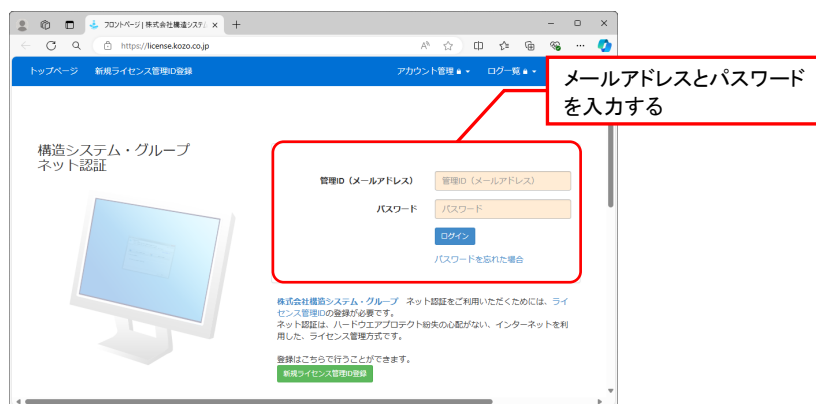 フロントページ | 株式会社構造システム
https://license.kozo.co.jp
トップページ 新規ライセンス管理ID登録 アカウント管理 ログ一覧
メールアドレスとパスワード
を入力する
構造システム・グループ
ネット認証
管理ID（メールアドレス） 管理ID（メールアドレス）
パスワード パスワード
ログイン
パスワードを忘れた場合
株式会社構造システム・グループ ネット認証をご利用いただくためには、ライ
センス管理IDの登録が必要です。
ネット認証は、ハードウエアプロテクト紛失の心配がない、インターネットを利
用した、ライセンス管理方式です。
登録はこちらで行うことができます。
新規ライセンス管理ID登録